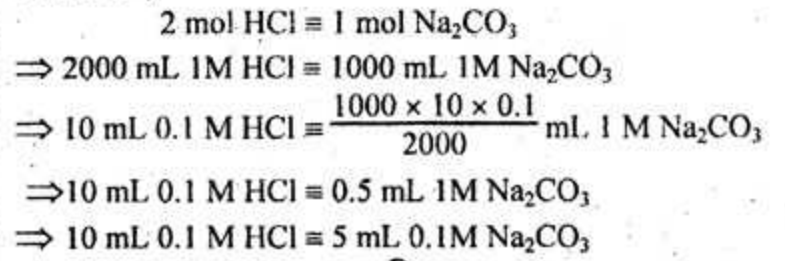 2 mol HCl ≡ 1 mol Na₂CO₃
⟹ 2000 mL 1M HCl ≡ 1000 mL 1M Na₂CO₃
⟹ 10 mL 0.1 M HCl ≡ (1000 × 10 × 0.1)/2000 mL 1 M Na₂CO₃
⟹10 mL 0.1 M HCl ≡ 0.5 mL 1M Na₂CO₃
⟹ 10 mL 0.1 M HCl ≡ 5 mL 0.1M Na₂CO₃